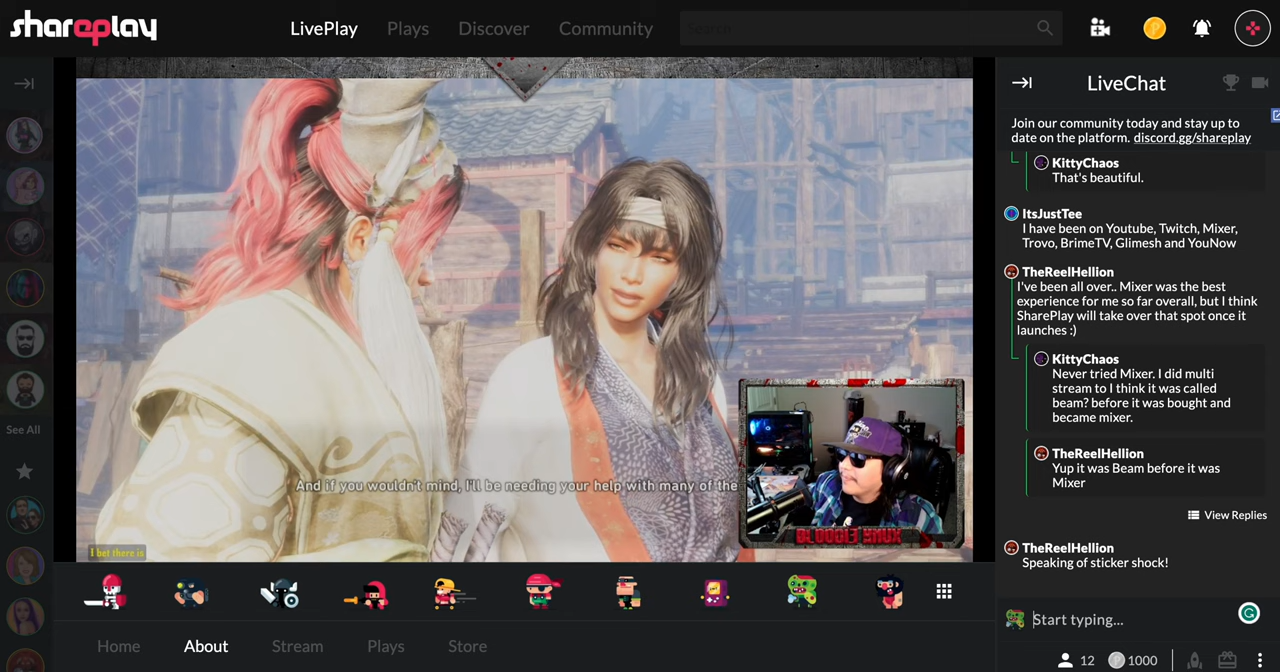 shareplay
LivePlay
Plays
Discover
Community
Search
LiveChat
Join our community today and stay up to
date on the platform. discord.gg/shareplay
KittyChaos
That's beautiful.
ItsJustTee
I have been on Youtube, Twitch, Mixer,
Trovo, BrimeTV, Glimesh and YouNow
TheReelHellion
I've been all over.. Mixer was the best
experience for me so far overall, but I think
SharePlay will take over that spot once it
launches :)
KittyChaos
Never tried Mixer. I did multi
stream to I think it was called
beam? before it was bought and
became mixer.
TheReelHellion
Yup it was Beam before it was
Mixer
View Replies
TheReelHellion
Speaking of sticker shock!
Start typing...
12
1000
See All
And if you wouldn't mind, I'll be needing your help with many of the
I bet there is
Home
About
Stream
Plays
Store